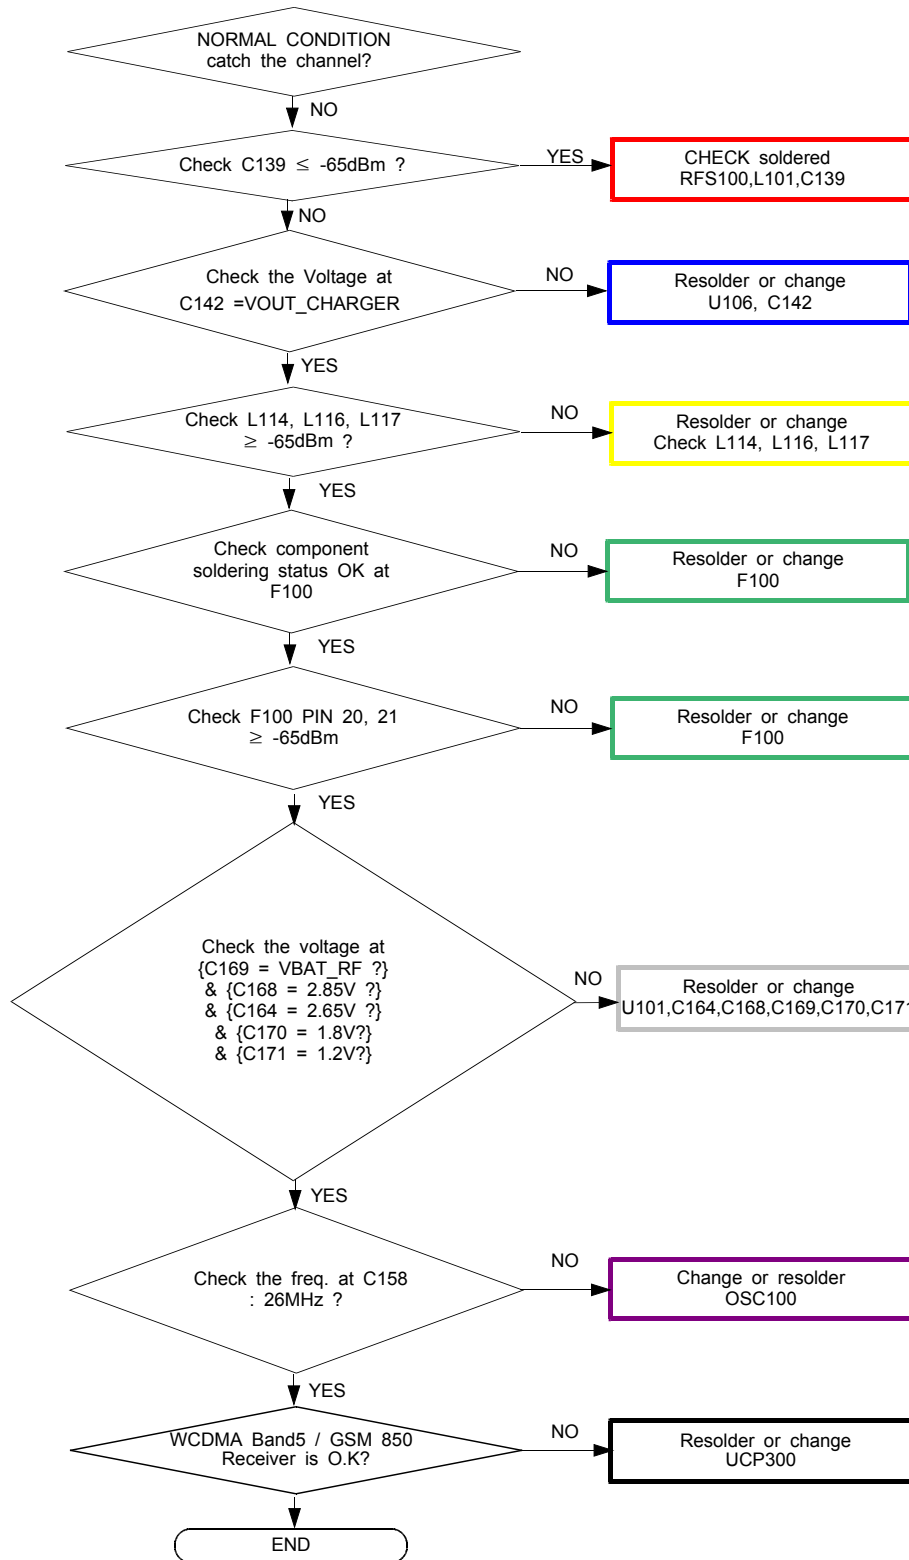 NORMAL CONDITION
catch the channel?
NO
Check C139 ≤ -65dBm ?
YES
CHECK soldered
RFS100,L101,C139
NO
Check the Voltage at
C142 =VOUT_CHARGER
NO
Resolder or change
U106, C142
YES
Check L114, L116, L117
≥ -65dBm ?
NO
Resolder or change
Check L114, L116, L117
YES
Check component
soldering status OK at
F100
NO
Resolder or change
F100
YES
Check F100 PIN 20, 21
≥ -65dBm
NO
Resolder or change
F100
YES
Check the voltage at
{C169 = VBAT_RF ?}
& {C168 = 2.85V ?}
& {C164 = 2.65V ?}
& {C170 = 1.8V?}
& {C171 = 1.2V?}
NO
Resolder or change
U101,C164,C168,C169,C170,C171
YES
Check the freq. at C158
: 26MHz ?
NO
Change or resolder
OSC100
YES
WCDMA Band5 / GSM 850
Receiver is O.K?
NO
Resolder or change
UCP300
END